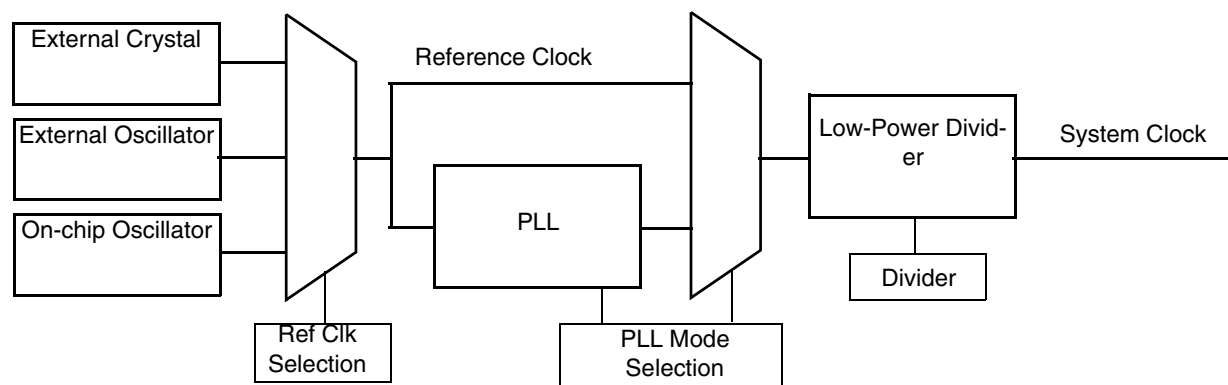 External Crystal
External Oscillator
On-chip Oscillator
Ref Clk
Selection
Reference Clock
PLL
PLL Mode
Selection
Low-Power Divid-
er
Divider
System Clock